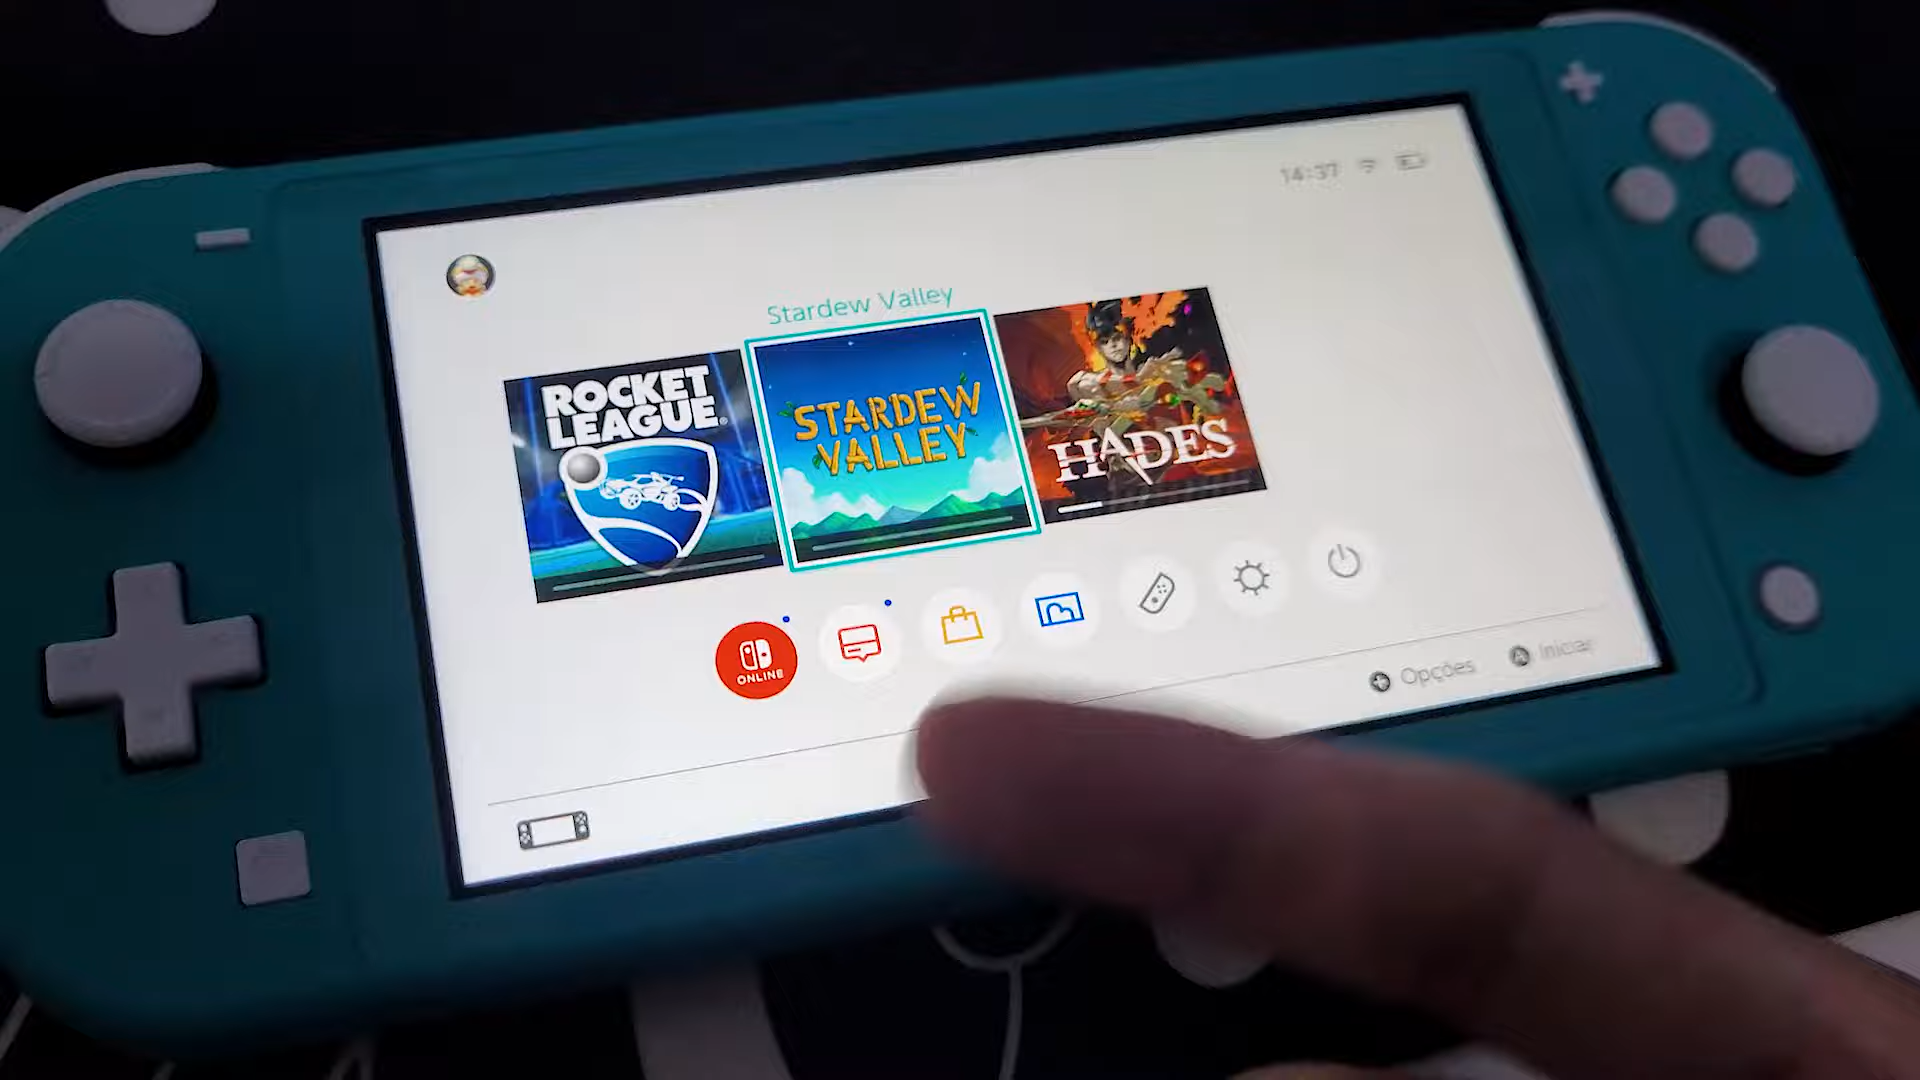 14:37
Stardew Valley
ROCKET
LEAGUE
STARDEW
VALLEY
HADES
ONLINE
Opções
A Iniciar